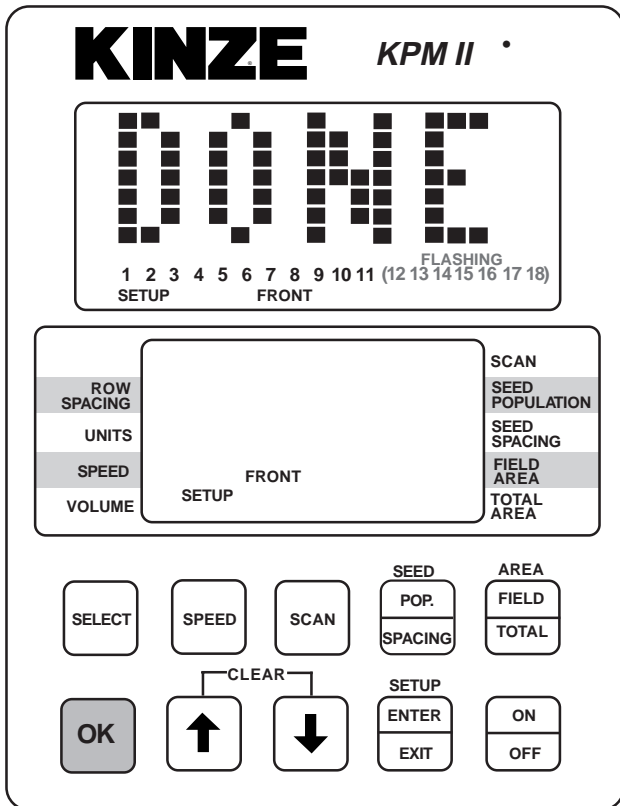 KINZE KPM II
DONE
FLASHING
1 2 3 4 5 6 7 8 9 10 11 (12 13 14 15 16 17 18)
SETUP FRONT
ROW
SPACING
UNITS
SPEED
VOLUME
FRONT
SETUP
SCAN
SEED
POPULATION
SEED
SPACING
FIELD
AREA
TOTAL
AREA
SELECT
SPEED
SCAN
SEED
POP.
SPACING
AREA
FIELD
TOTAL
OK
CLEAR
SETUP
ENTER
EXIT
ON
OFF